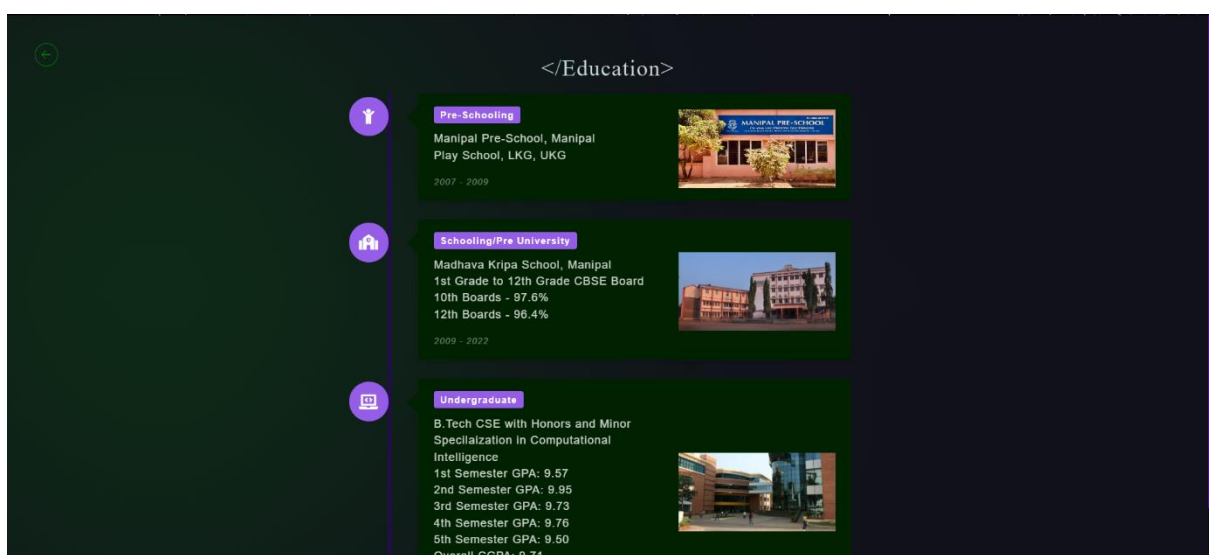 </Education>
Pre-Schooling
Manipal Pre-School, Manipal
Play School, LKG, UKG
2007 - 2009
MANIPAL PRE-SCHOOL
Schooling/Pre University
Madhava Kripa School, Manipal
1st Grade to 12th Grade CBSE Board
10th Boards - 97.6%
12th Boards - 96.4%
2009 - 2022
Undergraduate
B.Tech CSE with Honors and Minor
Specilaization in Computational
Intelligence
1st Semester GPA: 9.57
2nd Semester GPA: 9.95
3rd Semester GPA: 9.73
4th Semester GPA: 9.76
5th Semester GPA: 9.50
Overall CGPA: 9.71